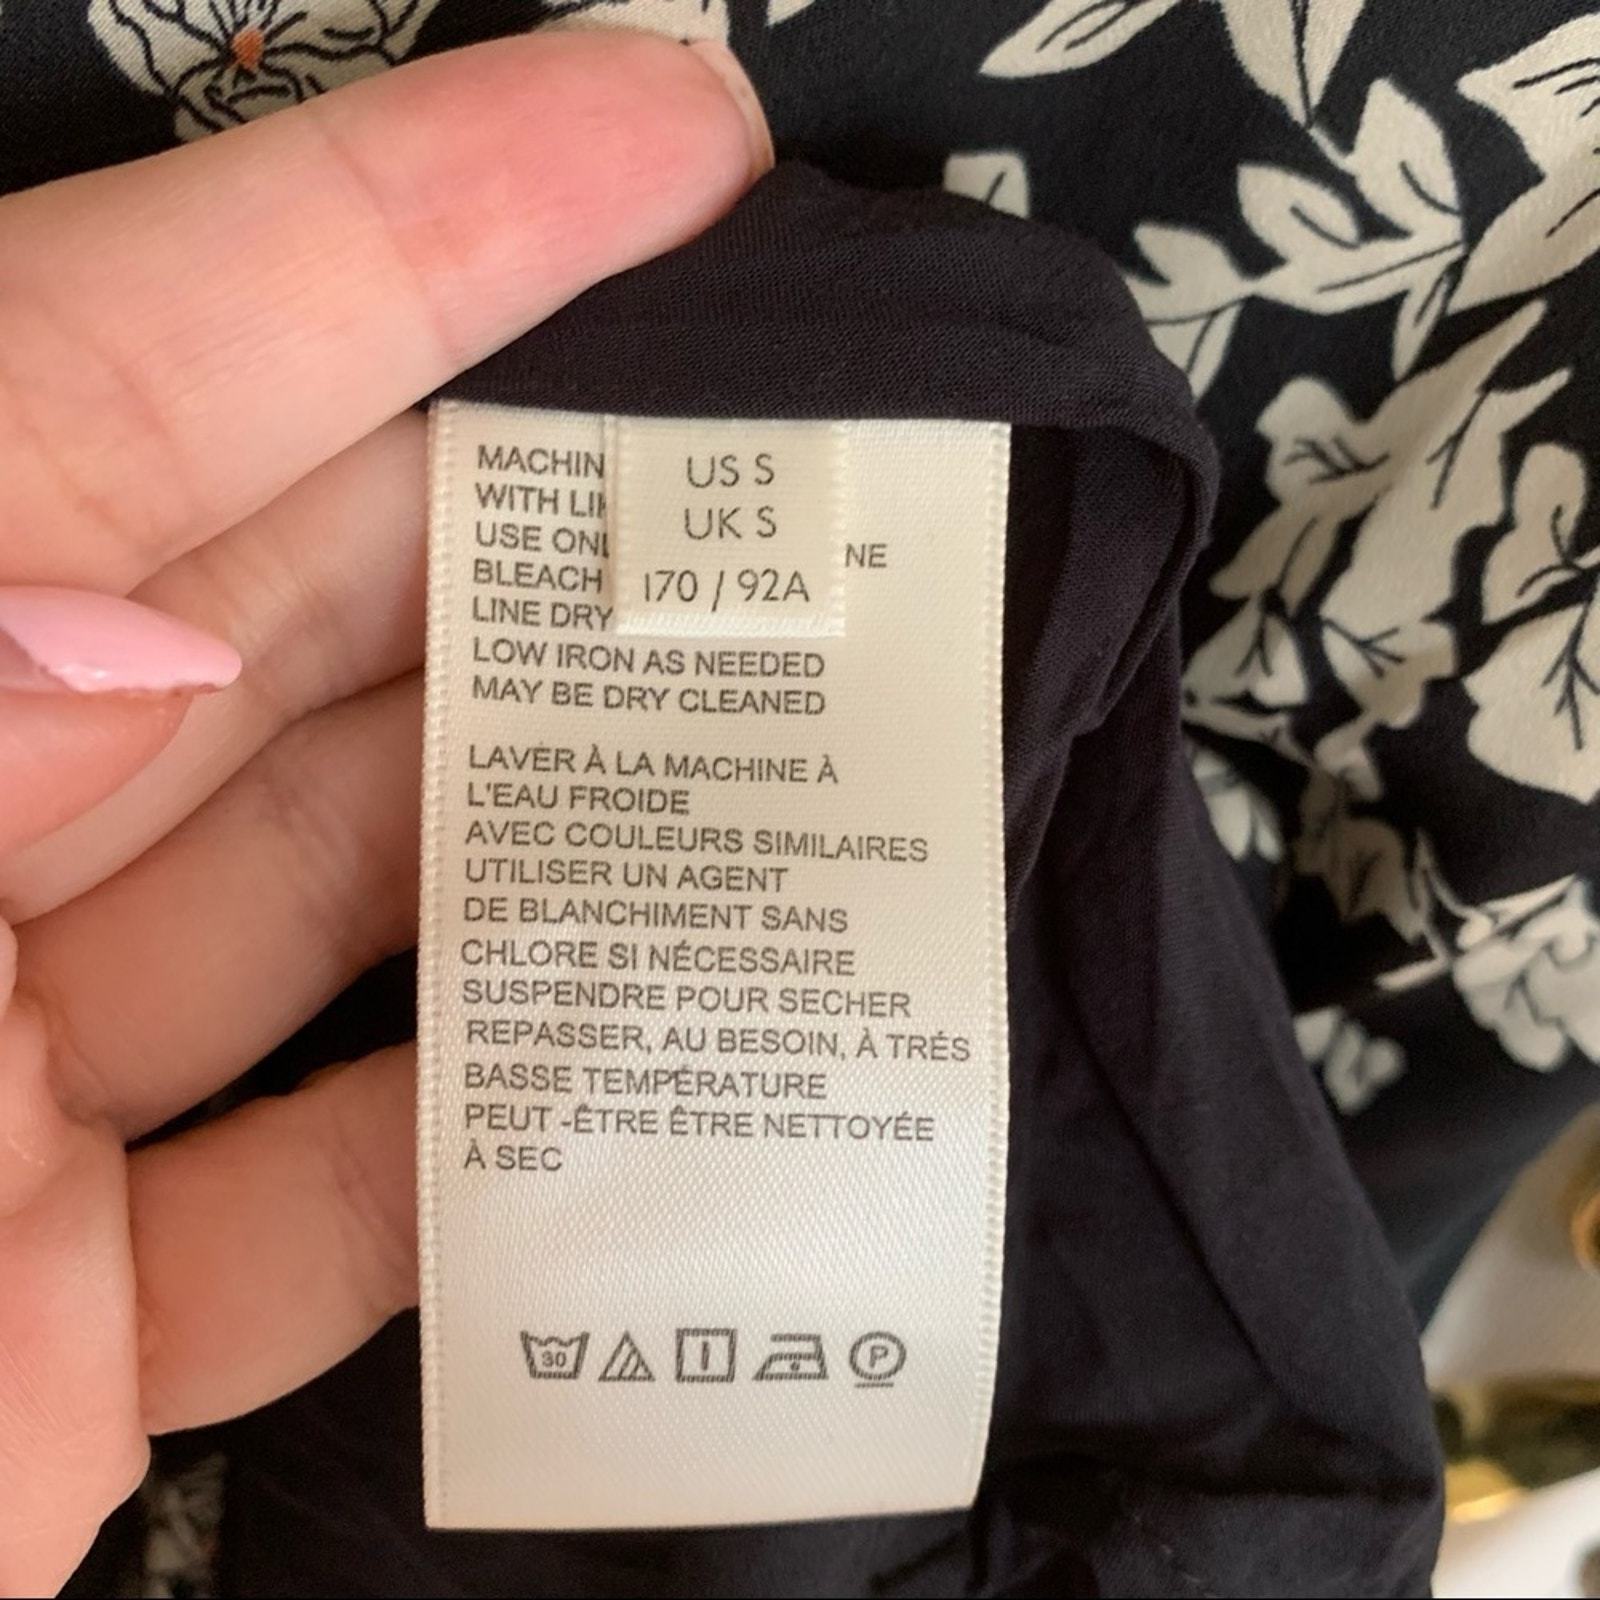 US S
UK S
170 / 92A
MACHIN
WITH LI
USE ONL
NE
BLEACH
LINE DRY
LOW IRON AS NEEDED
MAY BE DRY CLEANED
LAVER À LA MACHINE À
L'EAU FROIDE
AVEC COULEURS SIMILAIRES
UTILISER UN AGENT
DE BLANCHIMENT SANS
CHLORE SI NÉCESSAIRE
SUSPENDRE POUR SECHER
REPASSER, AU BESOIN, À TRÉS
BASSE TEMPÉRATURE
PEUT -ÊTRE ÊTRE NETTOYÉE
À SEC
30
P